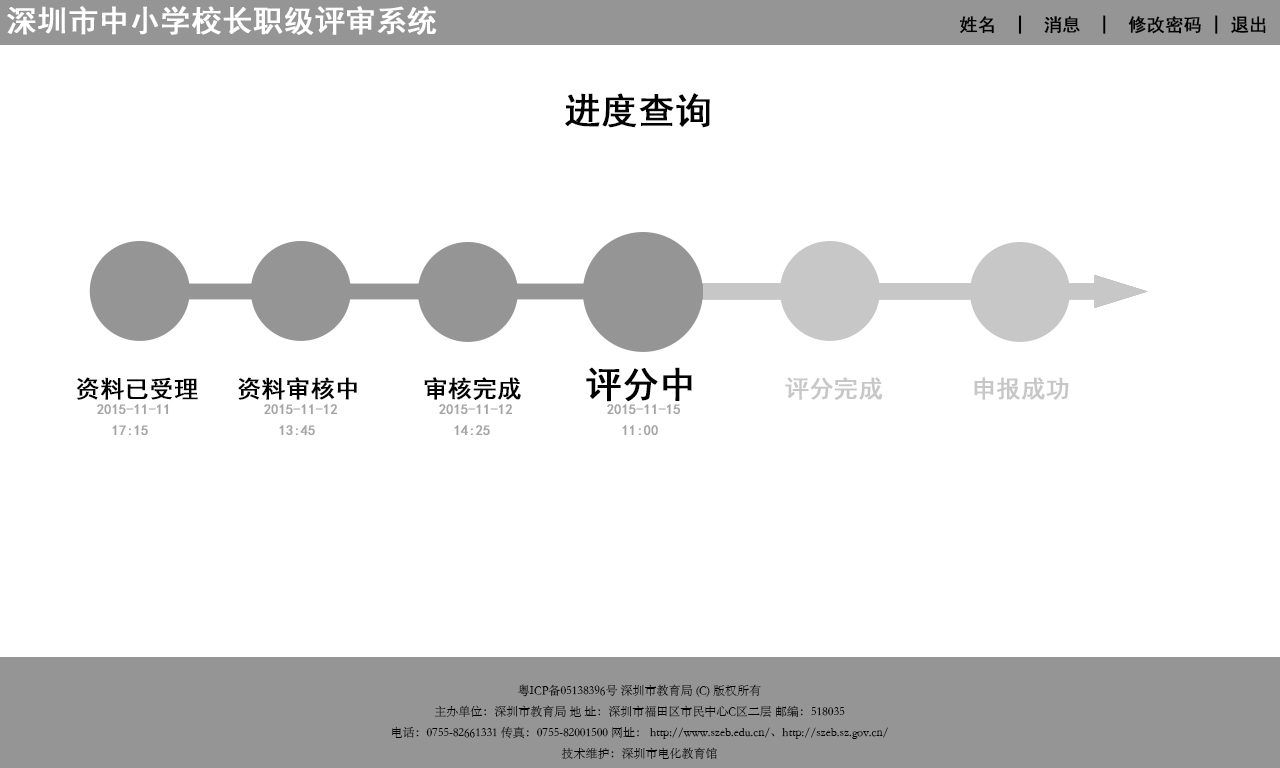 深圳市中小学校长职级评审系统
姓名 | 消息 | 修改密码 | 退出
进度查询
资料已受理 资料审核中 审核完成 评分中 评分完成 申报成功
2015-11-11 2015-11-12 2015-11-12 2015-11-15
17:15 13:45 14:25 11:00
粤ICP备05138396号 深圳市教育局 (C) 版权所有
主办单位：深圳市教育局 地 址：深圳市福田区市民中心C区二层 邮编：518035
电话：0755-82661331 传真：0755-82001500 网址： http://www.szeb.edu.cn/、http://szeb.sz.gov.cn/
技术维护：深圳市电化教育馆